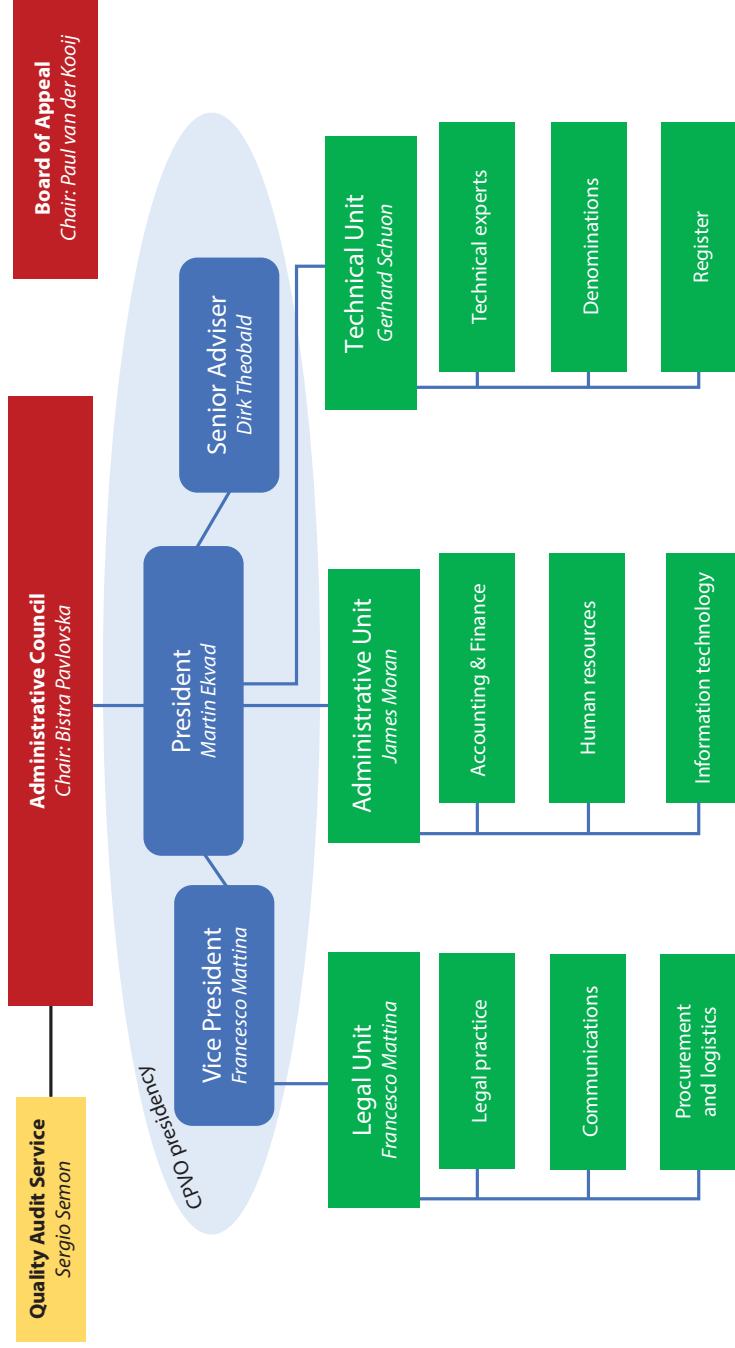 Quality Audit Service
Sergio Semon
Administrative Council
Chair: Bistra Pavlovska
Board of Appeal
Chair: Paul van der Kooij
CPVO presidency
Vice President
Francesco Mattina
President
Martin Ekvad
Senior Adviser
Dirk Theobald
Legal Unit
Francesco Mattina
Legal practice
Communications
Procurement
and logistics
Administrative Unit
James Moran
Accounting & Finance
Human resources
Information technology
Technical Unit
Gerhard Schuon
Technical experts
Denominations
Register